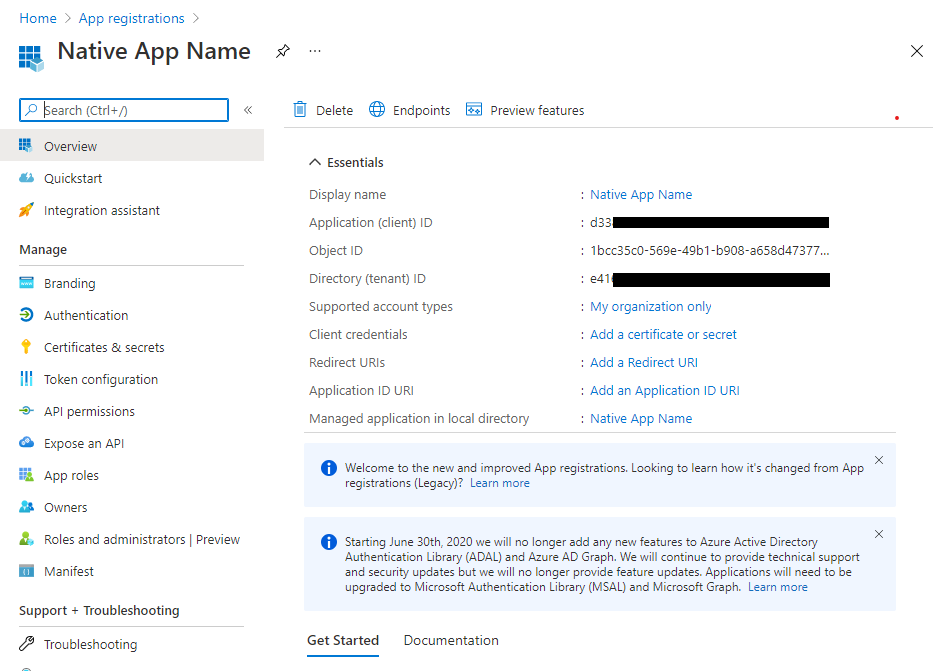 Home > App registrations >
Native App Name
...
Search (Ctrl+/)
«
Overview
Quickstart
Integration assistant
Manage
Branding
Authentication
Certificates & secrets
Token configuration
API permissions
Expose an API
App roles
Owners
Roles and administrators | Preview
Manifest
Support + Troubleshooting
Troubleshooting
Delete
Endpoints
Preview features
Essentials
Display name : Native App Name
Application (client) ID : d33
Object ID : 1bcc35c0-569e-49b1-b908-a658d47377...
Directory (tenant) ID : e41
Supported account types : My organization only
Client credentials : Add a certificate or secret
Redirect URIs : Add a Redirect URI
Application ID URI : Add an Application ID URI
Managed application in local directory : Native App Name
Welcome to the new and improved App registrations. Looking to learn how it's changed from App
registrations (Legacy)? Learn more
Starting June 30th, 2020 we will no longer add any new features to Azure Active Directory
Authentication Library (ADAL) and Azure AD Graph. We will continue to provide technical support
and security updates but we will no longer provide feature updates. Applications will need to be
upgraded to Microsoft Authentication Library (MSAL) and Microsoft Graph. Learn more
Get Started
Documentation